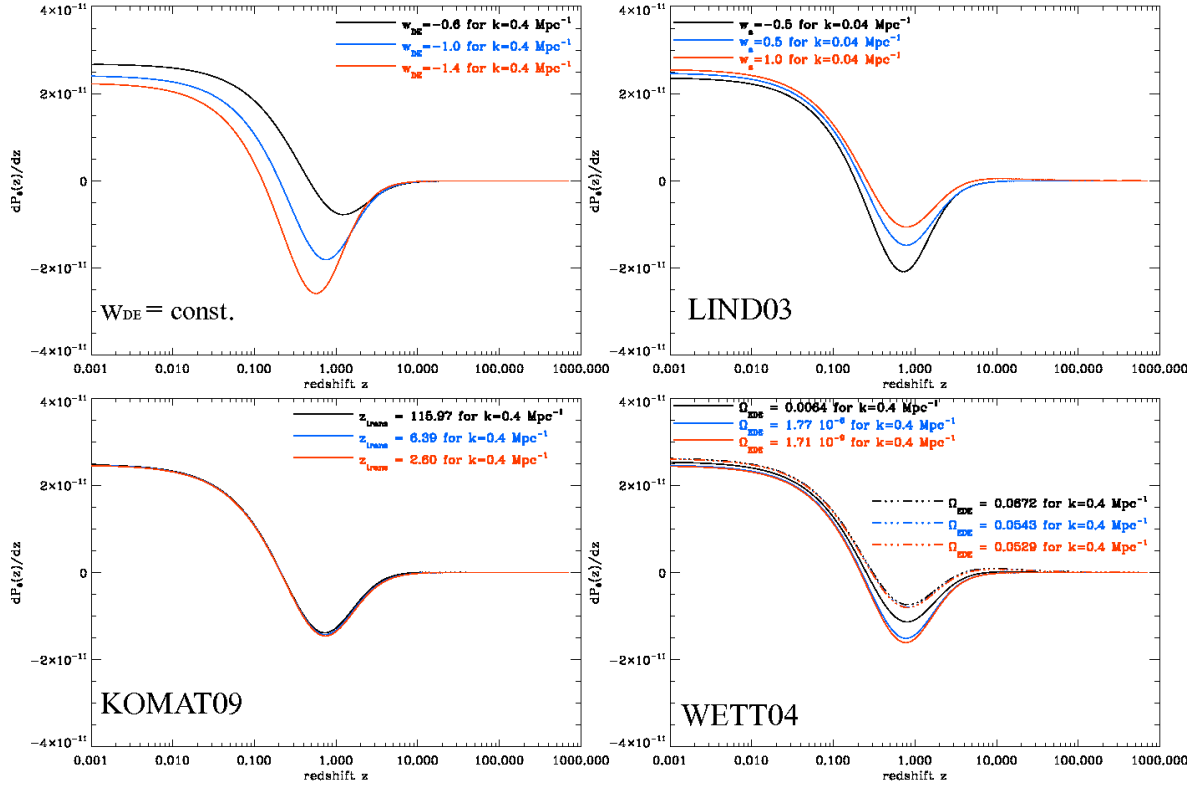 w_DE=−0.6 for k=0.4 Mpc⁻¹
w_DE=−1.0 for k=0.4 Mpc⁻¹
w_DE=−1.4 for k=0.4 Mpc⁻¹
4×10⁻¹¹
2×10⁻¹¹
0
−2×10⁻¹¹
−4×10⁻¹¹
dP_Φ(z)/dz
wDE = const.
0.001 0.010 0.100 1.000 10.000 100.000 1000.000
redshift z
w_a=−0.5 for k=0.04 Mpc⁻¹
w_a=0.5 for k=0.04 Mpc⁻¹
w_a=1.0 for k=0.04 Mpc⁻¹
4×10⁻¹¹
2×10⁻¹¹
0
−2×10⁻¹¹
−4×10⁻¹¹
dP_Φ(z)/dz
LIND03
0.001 0.010 0.100 1.000 10.000 100.000 1000.000
redshift z
z_trans = 115.97 for k=0.4 Mpc⁻¹
z_trans = 6.39 for k=0.4 Mpc⁻¹
z_trans = 2.60 for k=0.4 Mpc⁻¹
4×10⁻¹¹
2×10⁻¹¹
0
−2×10⁻¹¹
−4×10⁻¹¹
dP_Φ(z)/dz
KOMAT09
0.001 0.010 0.100 1.000 10.000 100.000 1000.000
redshift z
Ω_EDE = 0.0064 for k=0.4 Mpc⁻¹
Ω_EDE = 1.77 10⁻⁶ for k=0.4 Mpc⁻¹
Ω_EDE = 1.71 10⁻⁹ for k=0.4 Mpc⁻¹
Ω_EDE = 0.0672 for k=0.4 Mpc⁻¹
Ω_EDE = 0.0543 for k=0.4 Mpc⁻¹
Ω_EDE = 0.0529 for k=0.4 Mpc⁻¹
4×10⁻¹¹
2×10⁻¹¹
0
−2×10⁻¹¹
−4×10⁻¹¹
dP_Φ(z)/dz
WETT04
0.001 0.010 0.100 1.000 10.000 100.000 1000.000
redshift z